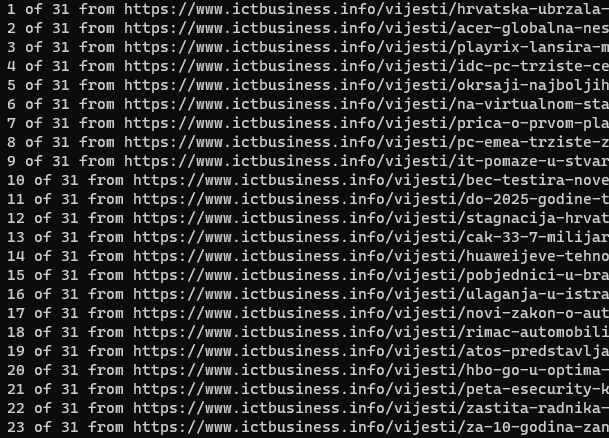 1 of 31 from https://www.ictbusiness.info/vijesti/hrvatska-ubrzala-
2 of 31 from https://www.ictbusiness.info/vijesti/acer-globalna-nes
3 of 31 from https://www.ictbusiness.info/vijesti/playrix-lansira-m
4 of 31 from https://www.ictbusiness.info/vijesti/idc-pc-trziste-ce
5 of 31 from https://www.ictbusiness.info/vijesti/okrsaji-najboljih
6 of 31 from https://www.ictbusiness.info/vijesti/na-virtualnom-sta
7 of 31 from https://www.ictbusiness.info/vijesti/prica-o-prvom-pla
8 of 31 from https://www.ictbusiness.info/vijesti/pc-emea-trziste-z
9 of 31 from https://www.ictbusiness.info/vijesti/it-pomaze-u-stvar
10 of 31 from https://www.ictbusiness.info/vijesti/bec-testira-nove
11 of 31 from https://www.ictbusiness.info/vijesti/do-2025-godine-t
12 of 31 from https://www.ictbusiness.info/vijesti/stagnacija-hrvat
13 of 31 from https://www.ictbusiness.info/vijesti/cak-33-7-milijar
14 of 31 from https://www.ictbusiness.info/vijesti/huaweijeve-tehno
15 of 31 from https://www.ictbusiness.info/vijesti/pobjednici-u-bra
16 of 31 from https://www.ictbusiness.info/vijesti/ulaganja-u-istra
17 of 31 from https://www.ictbusiness.info/vijesti/novi-zakon-o-aut
18 of 31 from https://www.ictbusiness.info/vijesti/rimac-automobili
19 of 31 from https://www.ictbusiness.info/vijesti/atos-predstavlja
20 of 31 from https://www.ictbusiness.info/vijesti/hbo-go-u-optima-
21 of 31 from https://www.ictbusiness.info/vijesti/peta-esecurity-k
22 of 31 from https://www.ictbusiness.info/vijesti/zastita-radnika-
23 of 31 from https://www.ictbusiness.info/vijesti/za-10-godina-zan